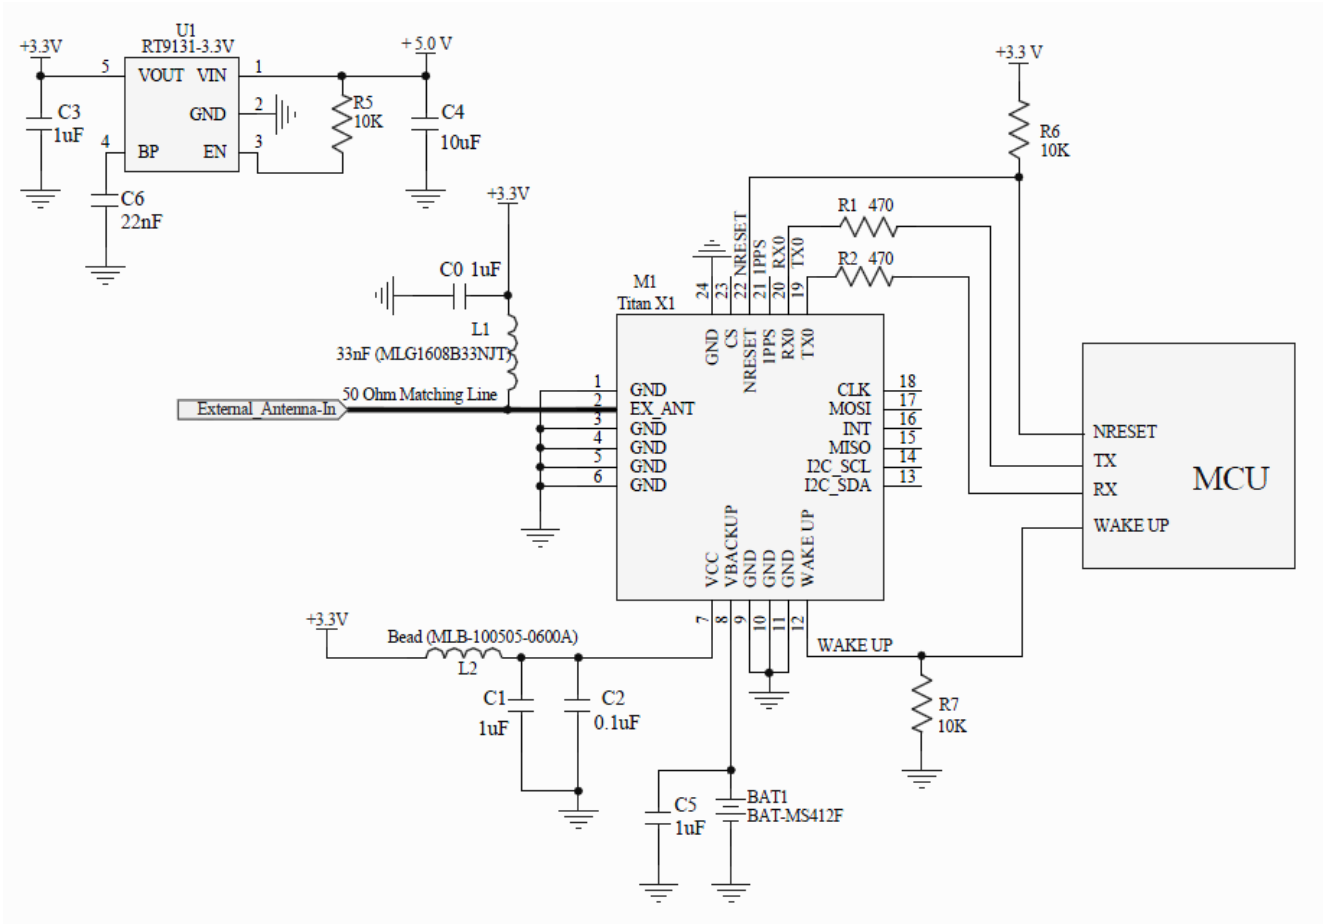 U1
RT9131-3.3V
+3.3V
+ 5.0 V
5 VOUT VIN 1
GND 2
4 BP EN 3
C3
1uF
R5
10K
C4
10uF
C6
22nF
+3.3V
+3.3 V
R6
10K
C0 1uF
L1
33nF (MLG1608B33NJT)
50 Ohm Matching Line
External_Antenna-In
M1
Titan X1
NRESET
1PPS
RX0
TX0
24
23
22
21
20
19
R1 470
R2 470
GND
CS
NRESET
1PPS
RX0
TX0
1 GND
2 EX_ANT
3 GND
4 GND
5 GND
6 GND
CLK 18
MOSI 17
INT 16
MISO 15
I2C_SCL 14
I2C_SDA 13
VCC
VBACKUP
GND
GND
GND
WAKE UP
7
8
9
10
11
12
NRESET
TX
RX
WAKE UP
MCU
+3.3V
Bead (MLB-100505-0600A)
L2
C1
1uF
C2
0.1uF
WAKE UP
R7
10K
C5
1uF
BAT1
BAT-MS412F